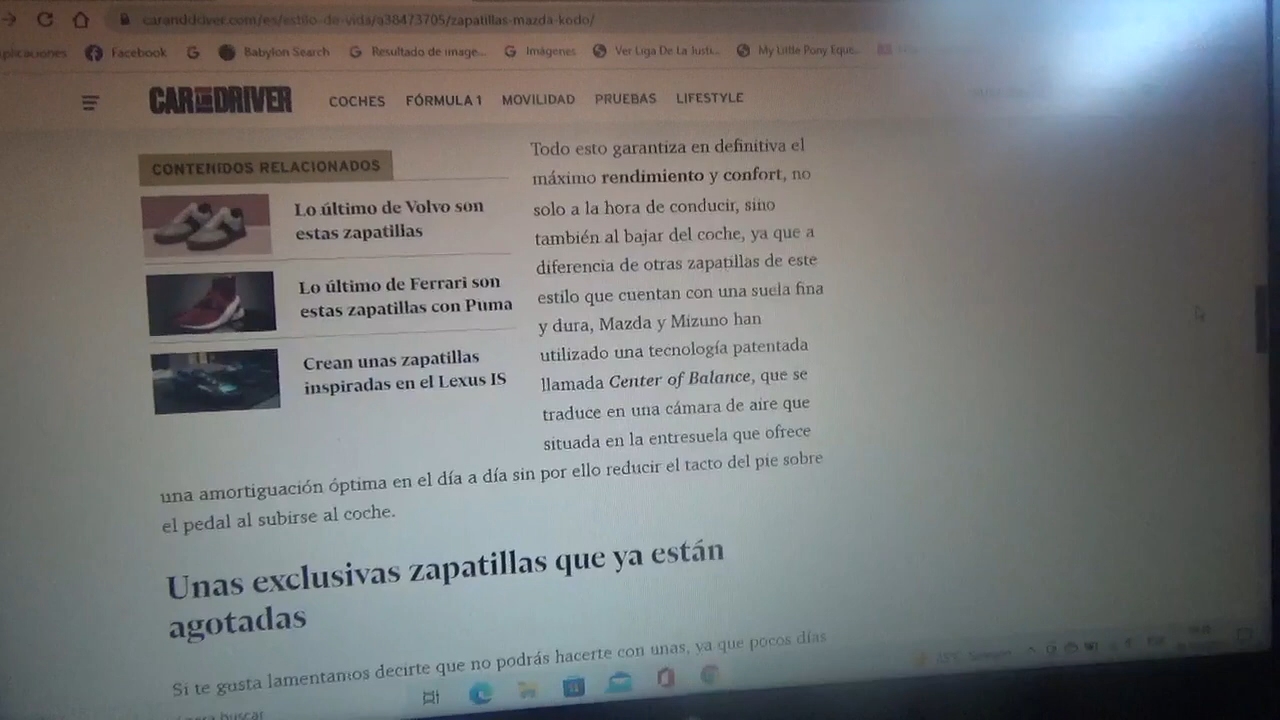 carandddriver.com/es/estilo-de-vida/a38473705/zapatillas-mazda-kodo/
Facebook
Babylon Search
Resultado de image...
Imágenes
Ver Liga De La Justi...
My Little Pony Eque...
CAR AND DRIVER
COCHES
FÓRMULA 1
MOVILIDAD
PRUEBAS
LIFESTYLE
CONTENIDOS RELACIONADOS
Lo último de Volvo son
estas zapatillas
Lo último de Ferrari son
estas zapatillas con Puma
Crean unas zapatillas
inspiradas en el Lexus IS
Todo esto garantiza en definitiva el
máximo rendimiento y confort, no
solo a la hora de conducir, sino
también al bajar del coche, ya que a
diferencia de otras zapatillas de este
estilo que cuentan con una suela fina
y dura, Mazda y Mizuno han
utilizado una tecnología patentada
llamada Center of Balance, que se
traduce en una cámara de aire que
situada en la entresuela que ofrece
una amortiguación óptima en el día a día sin por ello reducir el tacto del pie sobre
el pedal al subirse al coche.
Unas exclusivas zapatillas que ya están
agotadas
Si te gusta lamentamos decirte que no podrás hacerte con unas, ya que pocos días
buscar